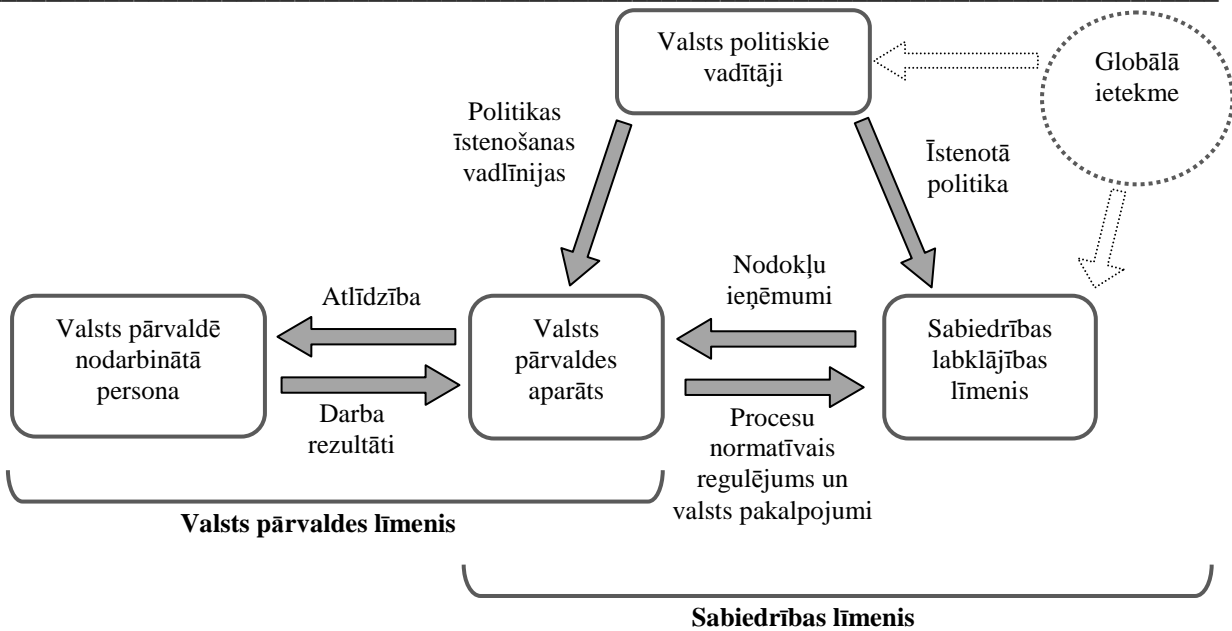 Valsts politiskie
vadītāji
Globālā
ietekme
Politikas
īstenošanas
vadlīnijas
Īstenotā
politika
Valsts pārvaldē
nodarbinātā
persona
Atlīdzība
Darba
rezultāti
Valsts
pārvaldes
aparāts
Nodokļu
ieņēmumi
Procesu
normatīvais
regulējums un
valsts pakalpojumi
Sabiedrības
labklājības
līmenis
Valsts pārvaldes līmenis
Sabiedrības līmenis